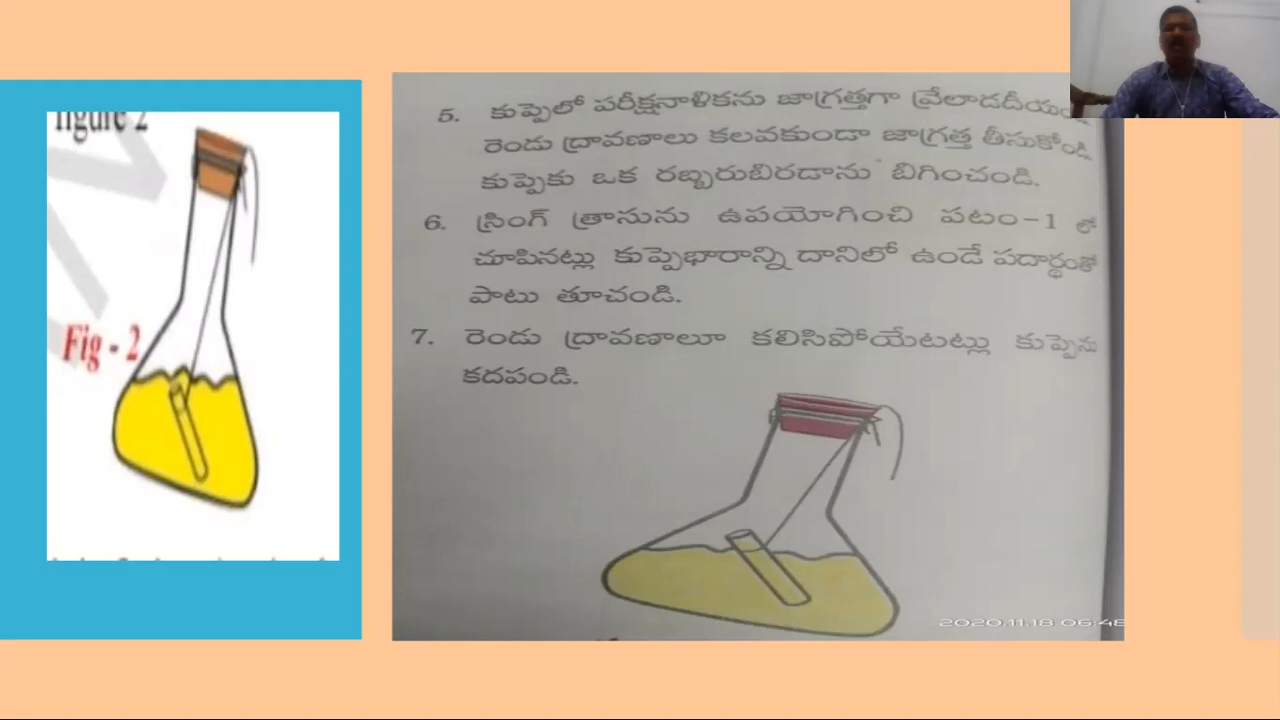 figure 2
Fig - 2
5. కుప్పెలో పరీక్షనాళికను జాగ్రత్తగా
రెండు ద్రావణాలు కలవకుండా జాగ్రత్త తీసుకోండి
కుప్పెకు ఒక రబ్బరుబిరడాను బిగించండి.
6. స్రింగ్ త్రాసును ఉపయోగించి పటం-1 లో
చూపినట్లు కుప్పెభారాన్ని దానిలో ఉండే పదార్థంతో
పాటు తూచండి.
7. రెండు ద్రావణాలూ కలిసిపోయేటట్లు కుప్పెను
కదపండి.
2020.11.18 06:48